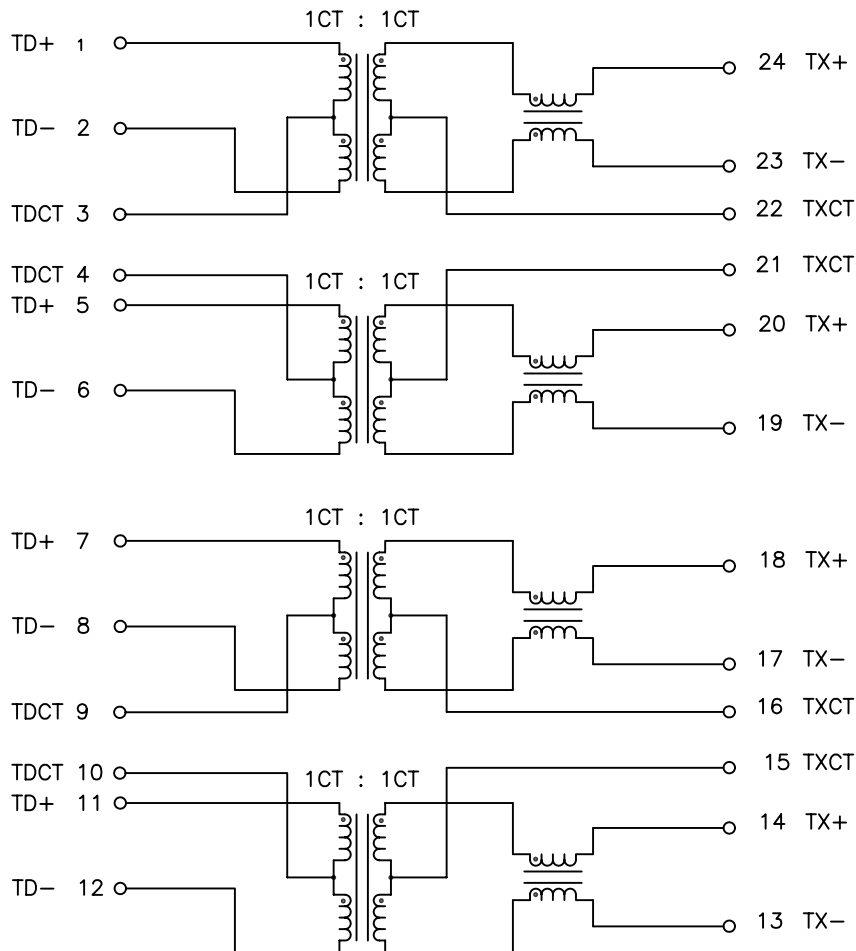 1CT : 1CT
TD+ 1
24 TX+
TD- 2
23 TX-
TDCT 3
22 TXCT
TDCT 4
21 TXCT
1CT : 1CT
TD+ 5
20 TX+
TD- 6
19 TX-
1CT : 1CT
TD+ 7
18 TX+
TD- 8
17 TX-
TDCT 9
16 TXCT
TDCT 10
15 TXCT
1CT : 1CT
TD+ 11
14 TX+
TD- 12
13 TX-